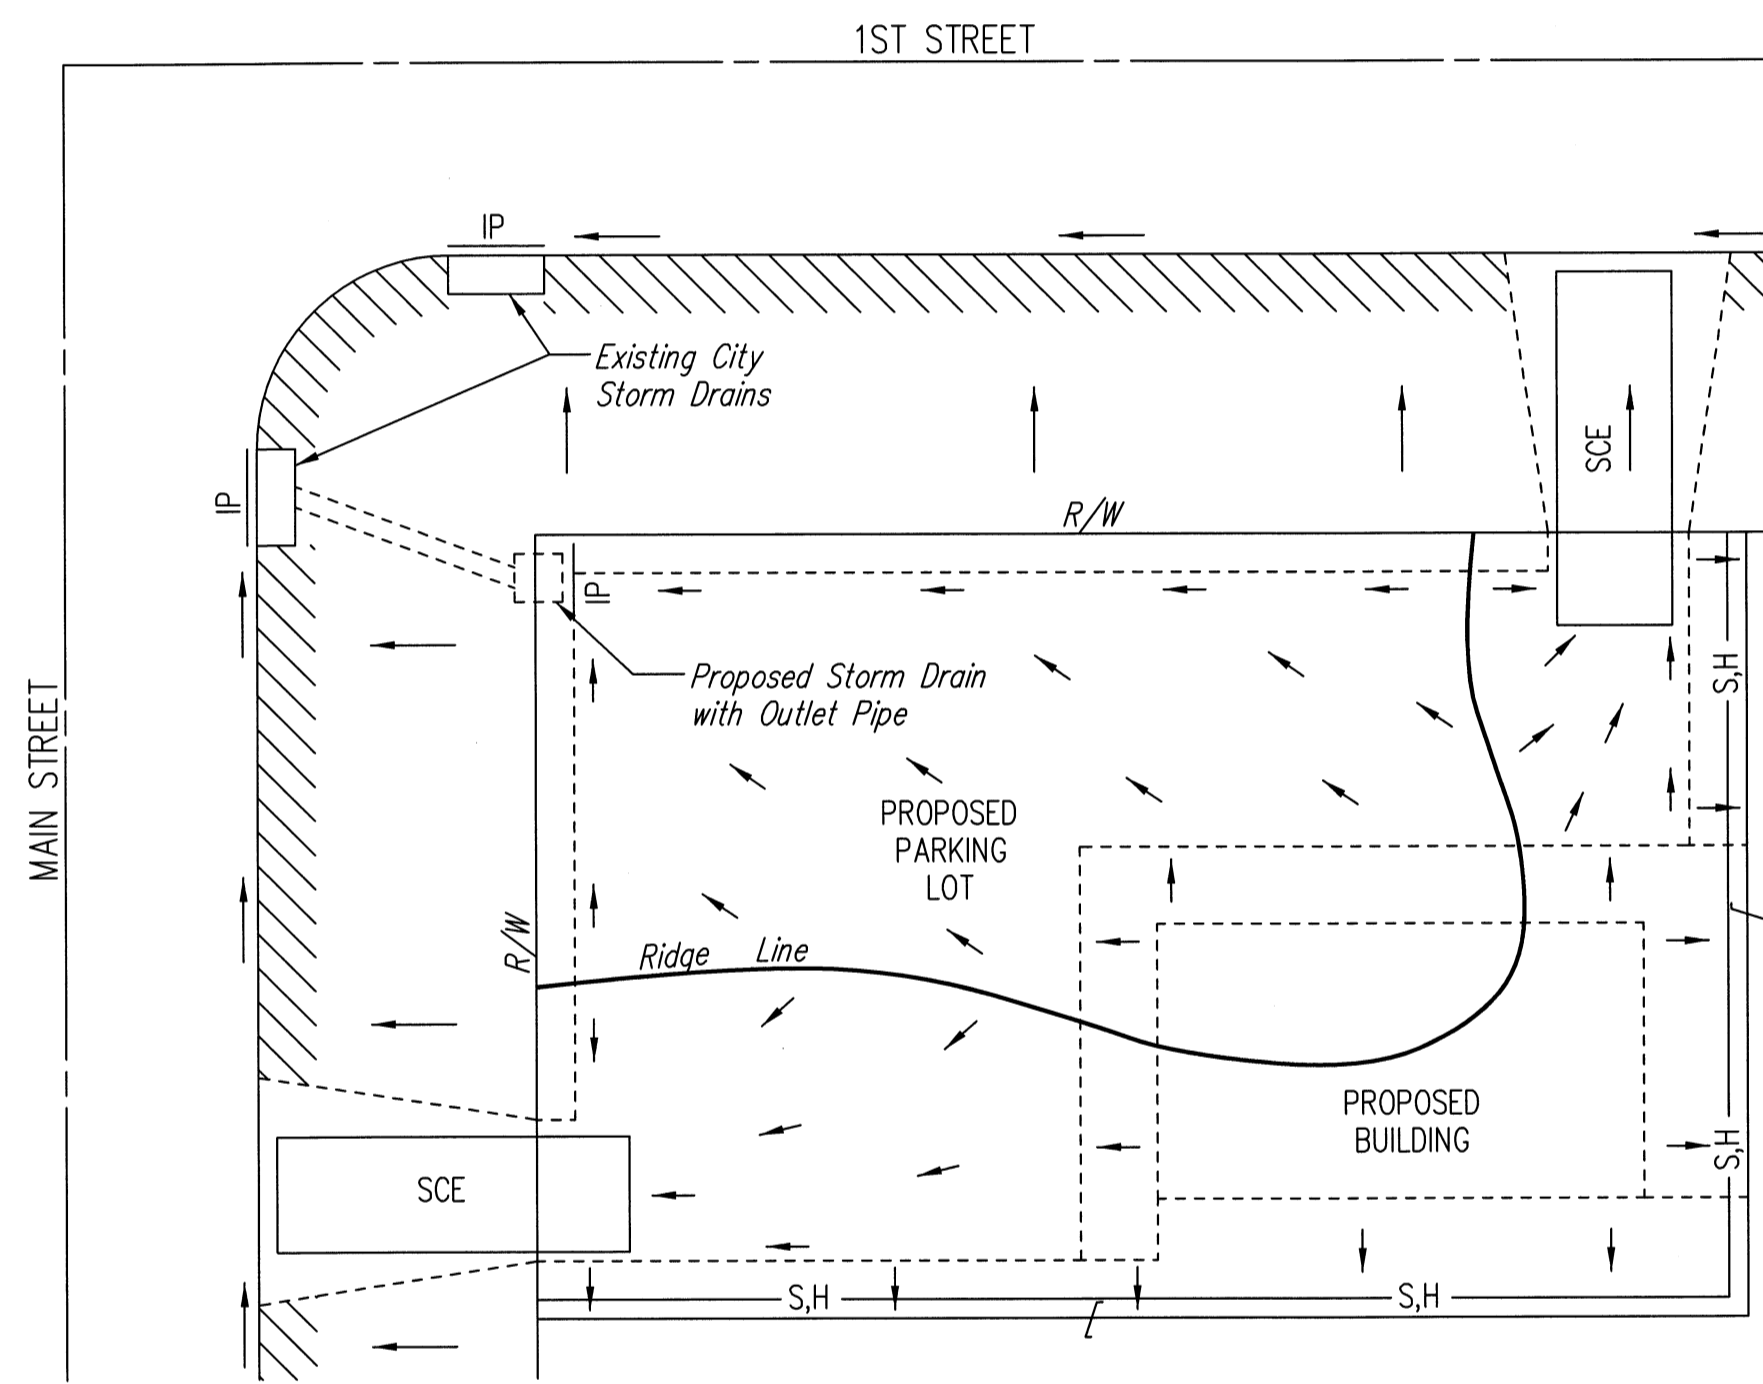 1ST STREET
IP
Existing City
Storm Drains
SCE
IP
R/W
IP
S,H
Proposed Storm Drain
with Outlet Pipe
MAIN STREET
PROPOSED
PARKING
LOT
R/W
Ridge Line
PROPOSED
BUILDING
S,H
SCE
S,H
S,H